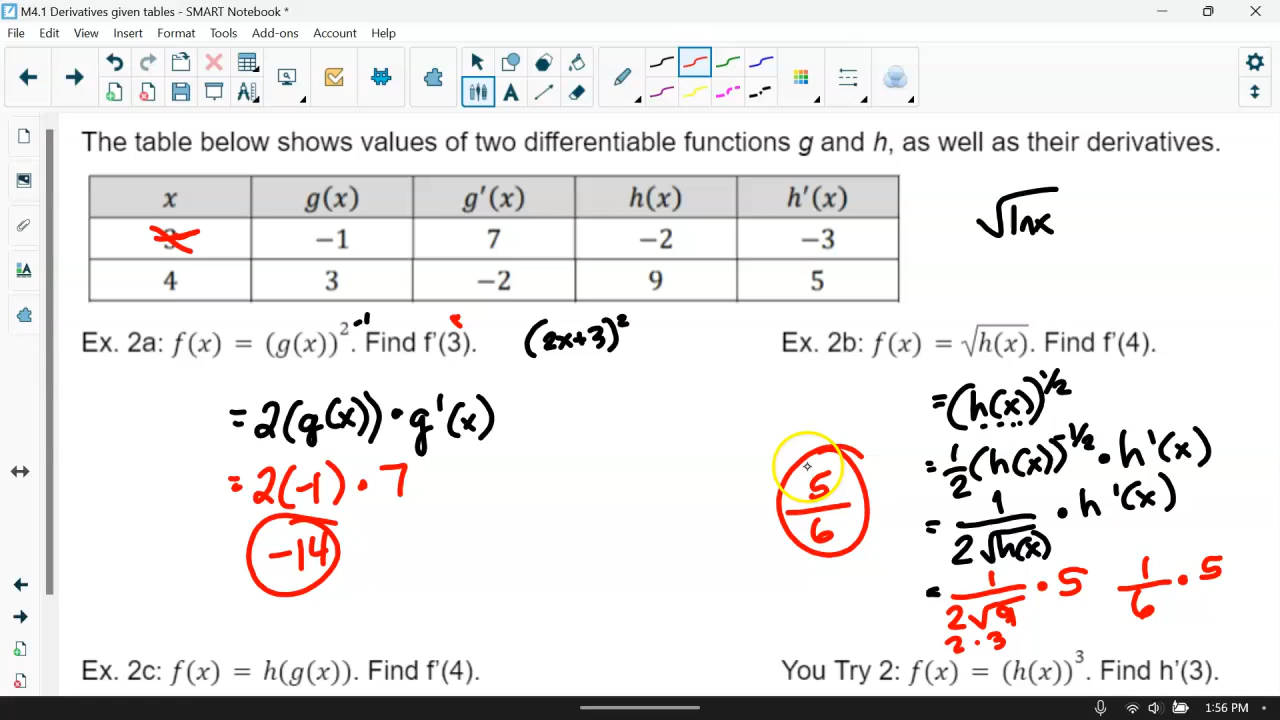 M4.1 Derivatives given tables - SMART Notebook *
File Edit View Insert Format Tools Add-ons Account Help
The table below shows values of two differentiable functions g and h, as well as their derivatives.
x g(x) g′(x) h(x) h′(x)
3 −1 7 −2 −3
4 3 −2 9 5
√lnx
Ex. 2a: f(x) = (g(x))². Find f'(3).
-1
(2x+3)²
= 2(g(x)) • g'(x)
= 2(-1) • 7
-14
Ex. 2b: f(x) = √h(x). Find f'(4).
= (h(x))^1/2
= 1/2 (h(x))^-1/2 • h'(x)
= 1/2√h(x) • h'(x)
= 1/2√9 • 5 1/6 • 5
2 • 3
5/6
Ex. 2c: f(x) = h(g(x)). Find f'(4).
You Try 2: f(x) = (h(x))³. Find h'(3).
1:56 PM